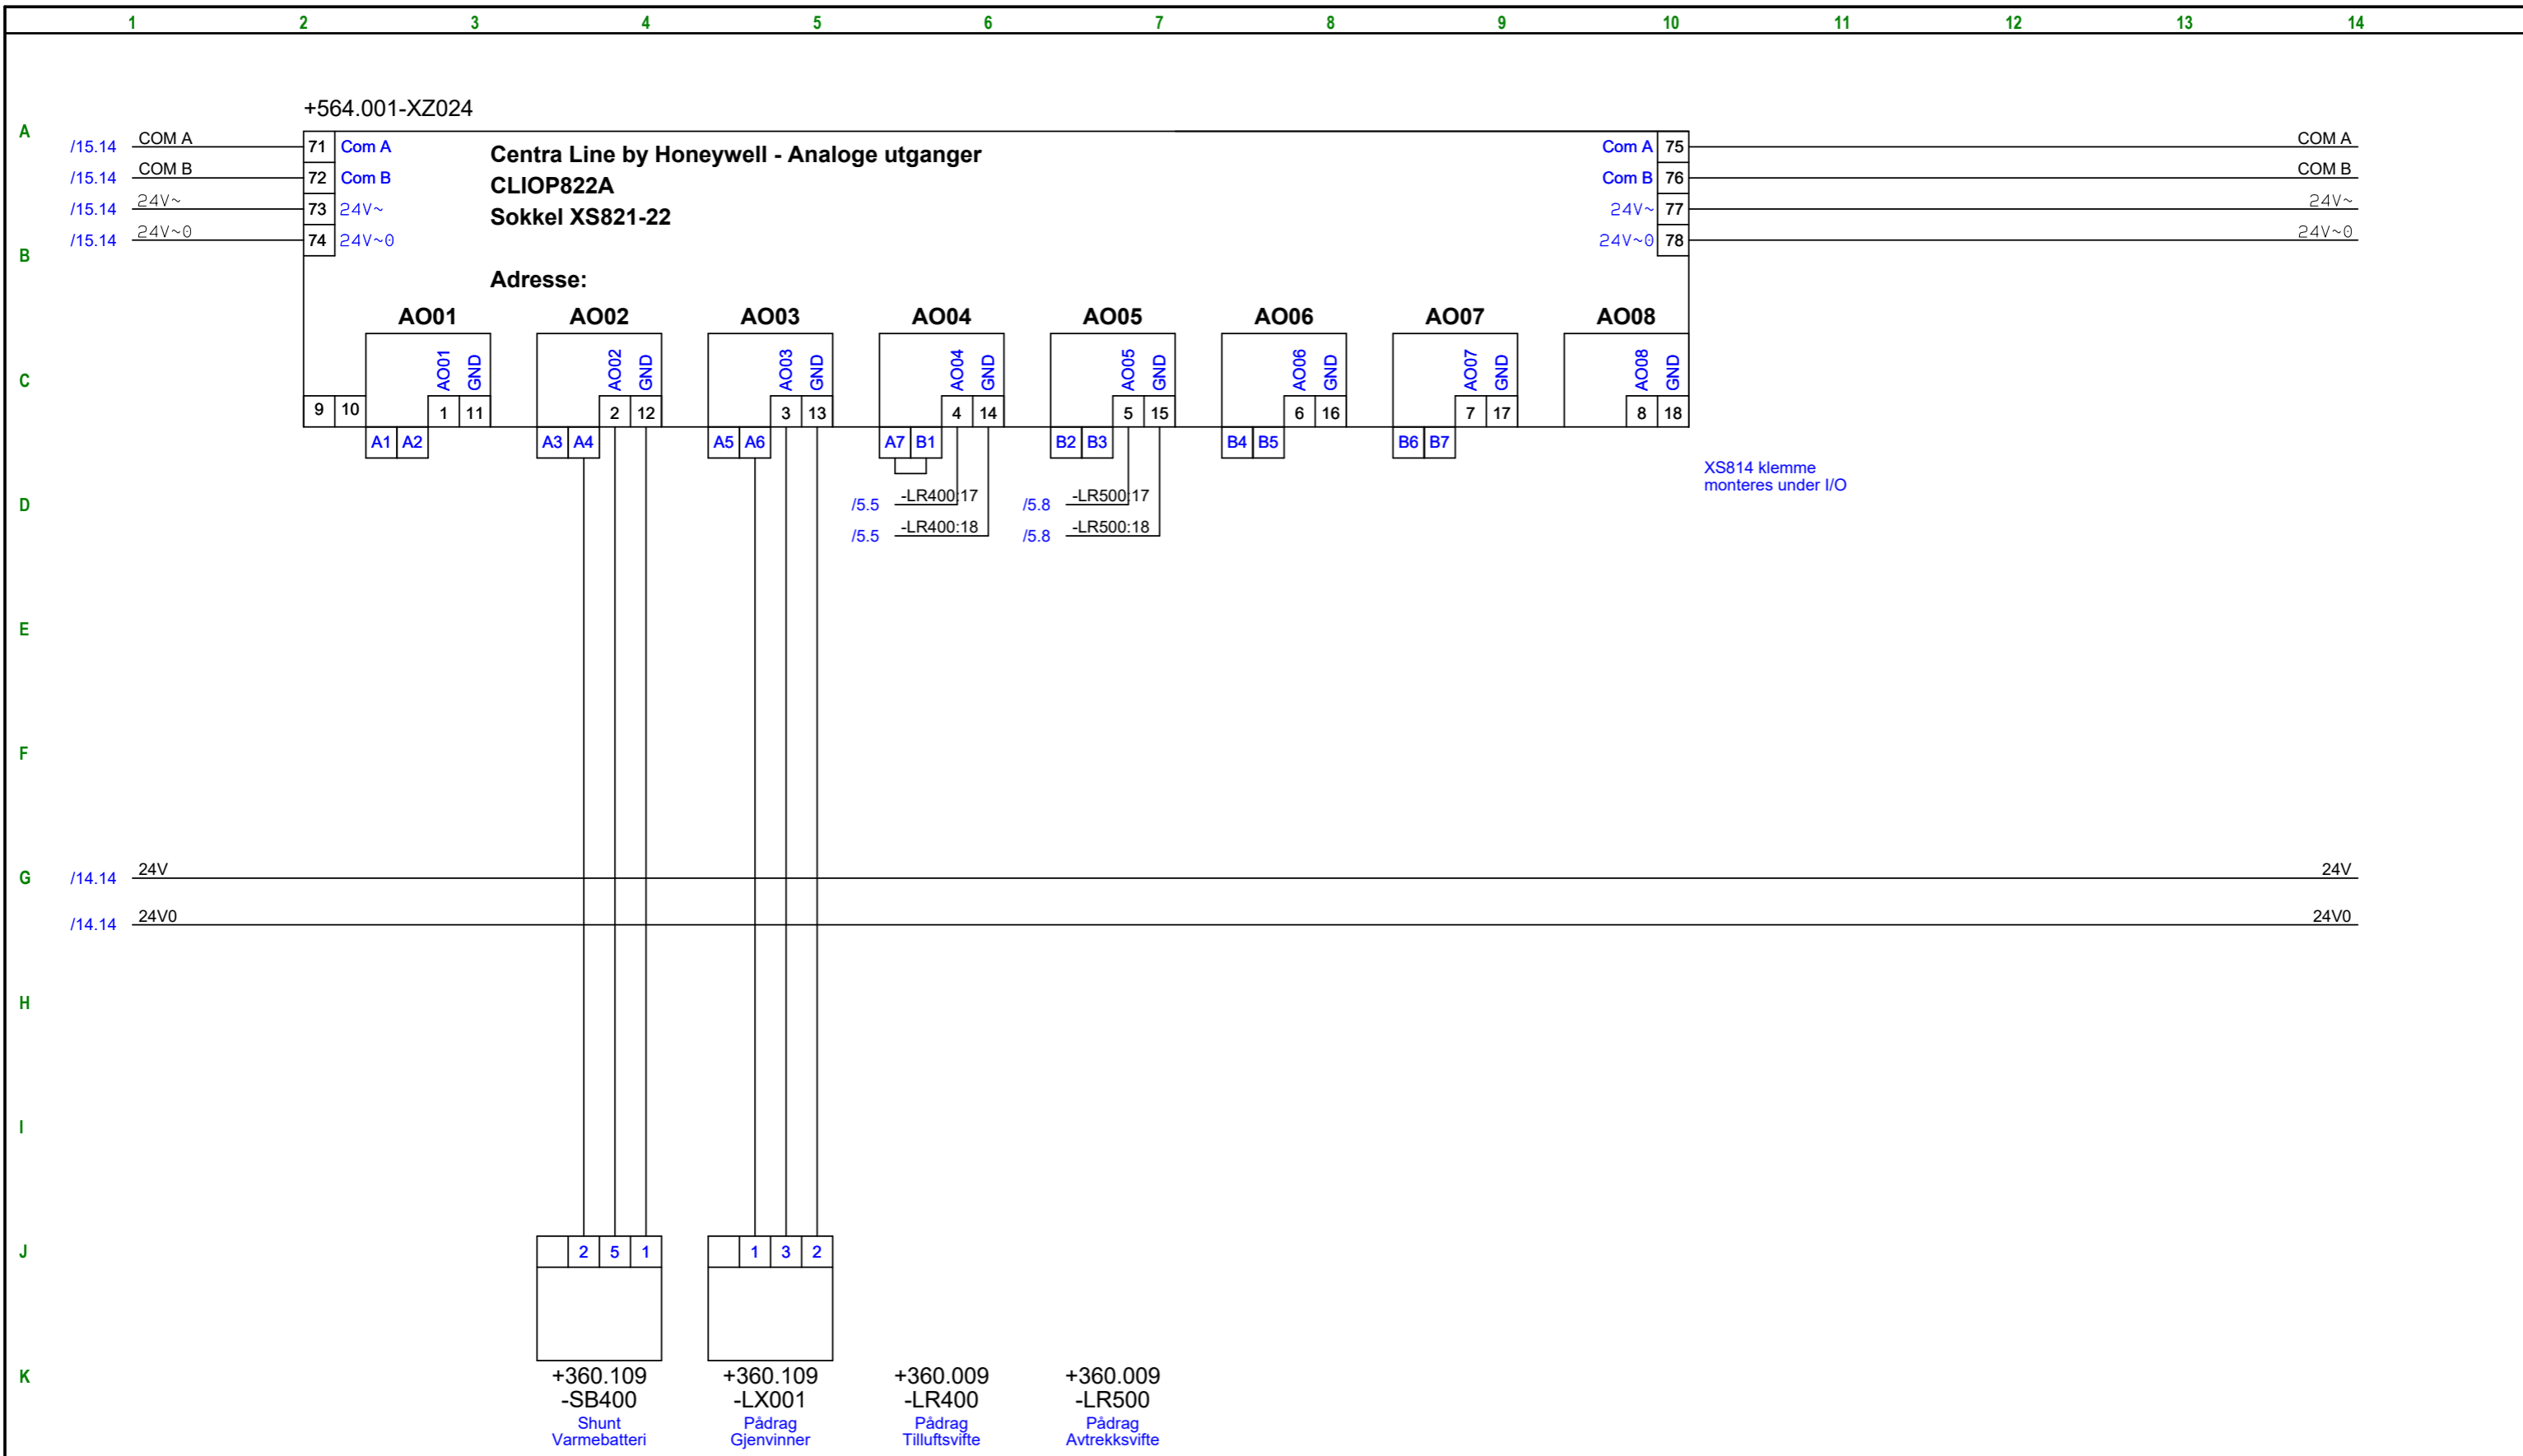 1 2 3 4 5 6 7 8 9 10 11 12 13 14
+564.001-XZ024
A
/15.14 COM A 71 Com A
Centra Line by Honeywell - Analoge utganger
Com A 75 COM A
/15.14 COM B 72 Com B
CLIOP822A
Com B 76 COM B
/15.14 24V~ 73 24V~
Sokkel XS821-22
24V~ 77 24V~
/15.14 24V~0 74 24V~0
24V~0 78 24V~0
B
Adresse:
AO01 AO02 AO03 AO04 AO05 AO06 AO07 AO08
C
AO01 GND AO02 GND AO03 GND AO04 GND AO05 GND AO06 GND AO07 GND AO08 GND
9 10 1 11 2 12 3 13 4 14 5 15 6 16 7 17 8 18
A1 A2 A3 A4 A5 A6 A7 B1 B2 B3 B4 B5 B6 B7
XS814 klemme
monteres under I/O
D
/5.5 -LR400:17 /5.8 -LR500:17
/5.5 -LR400:18 /5.8 -LR500:18
E
F
G
/14.14 24V 24V
/14.14 24V0 24V0
H
I
J
2 5 1 1 3 2
K
+360.109 +360.109 +360.009 +360.009
-SB400 -LX001 -LR400 -LR500
Shunt Pådrag Pådrag Pådrag
Varmebatteri Gjenvinner Tilluftsvifte Avtrekksvifte